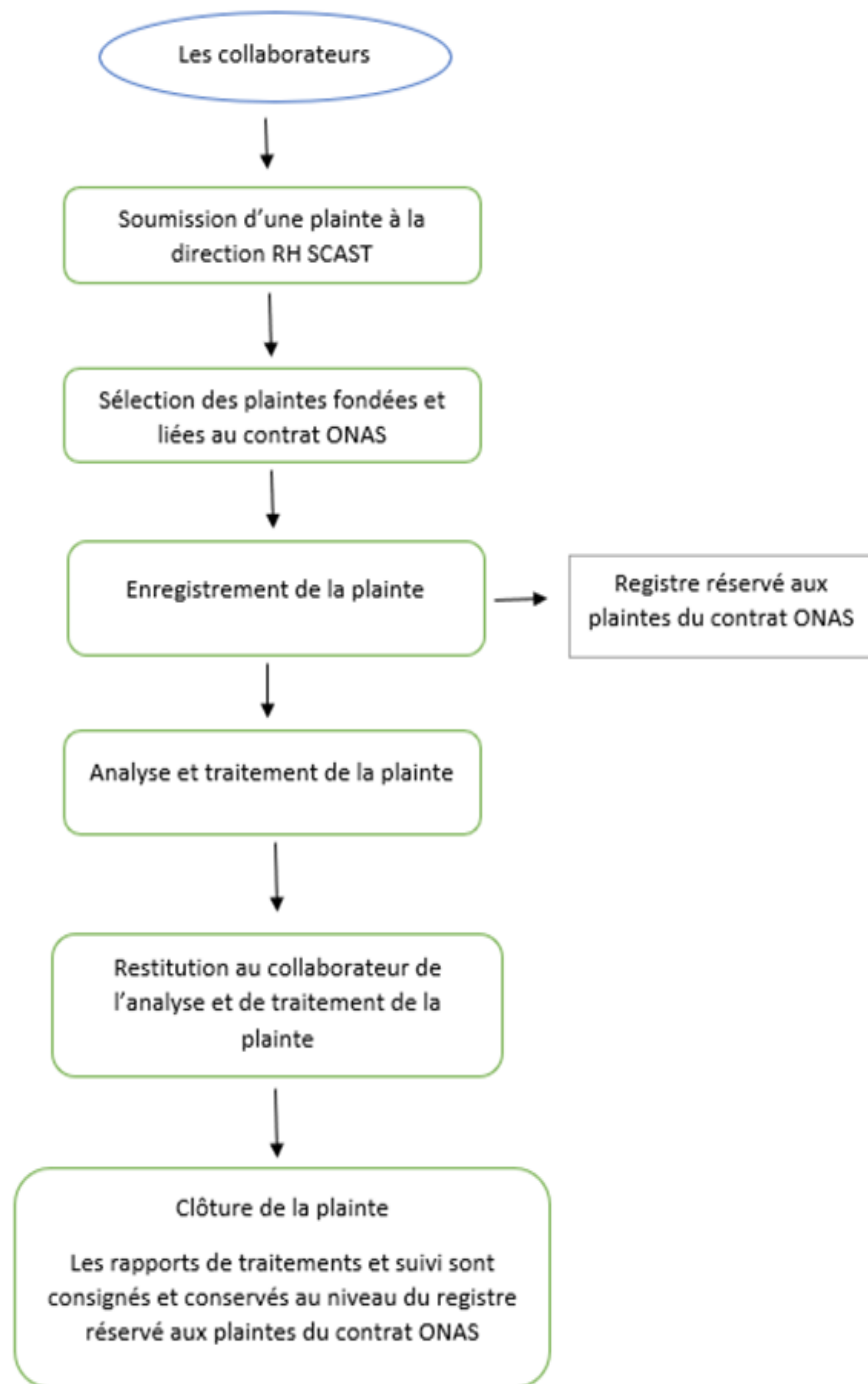 Les collaborateurs
Soumission d'une plainte à la
direction RH SCAST
Sélection des plaintes fondées et
liées au contrat ONAS
Enregistrement de la plainte
Registre réservé aux
plaintes du contrat ONAS
Analyse et traitement de la plainte
Restitution au collaborateur de
l'analyse et de traitement de la
plainte
Clôture de la plainte
Les rapports de traitements et suivi sont
consignés et conservés au niveau du registre
réservé aux plaintes du contrat ONAS